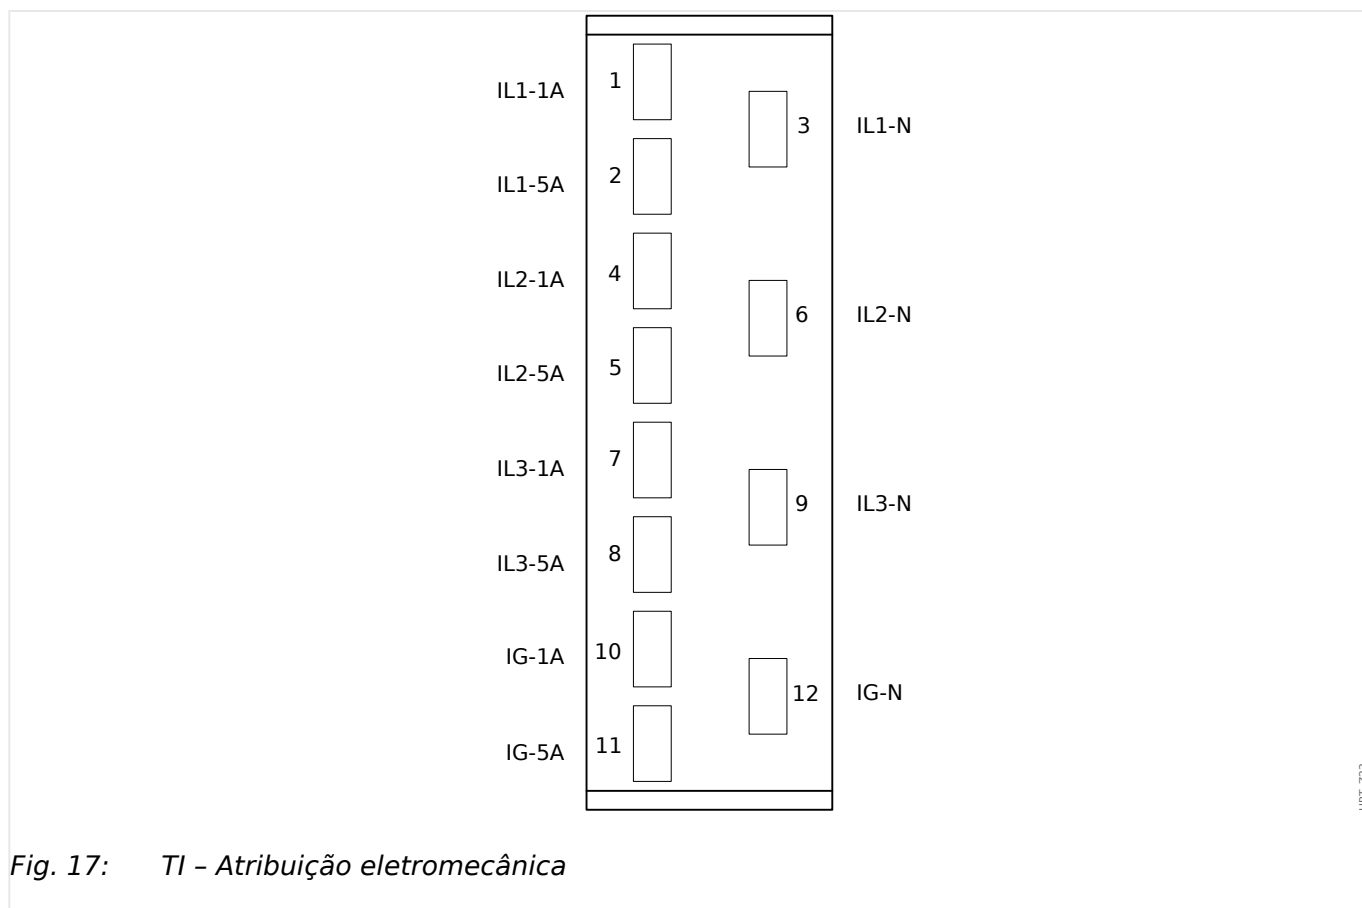 IL1-1A 1
3 IL1-N
IL1-5A 2
IL2-1A 4
6 IL2-N
IL2-5A 5
IL3-1A 7
9 IL3-N
IL3-5A 8
IG-1A 10
12 IG-N
IG-5A 11
Fig. 17: TI – Atribuição eletromecânica